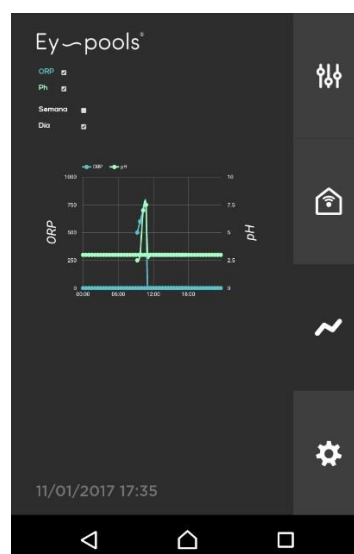 Ey-pools®
ORP
Ph
Semana
Dia
ORP pH
1000 10
750 7.5
500 5
250 2.5
0 0
ORP
pH
00:00 06:00 12:00 18:00
11/01/2017 17:35